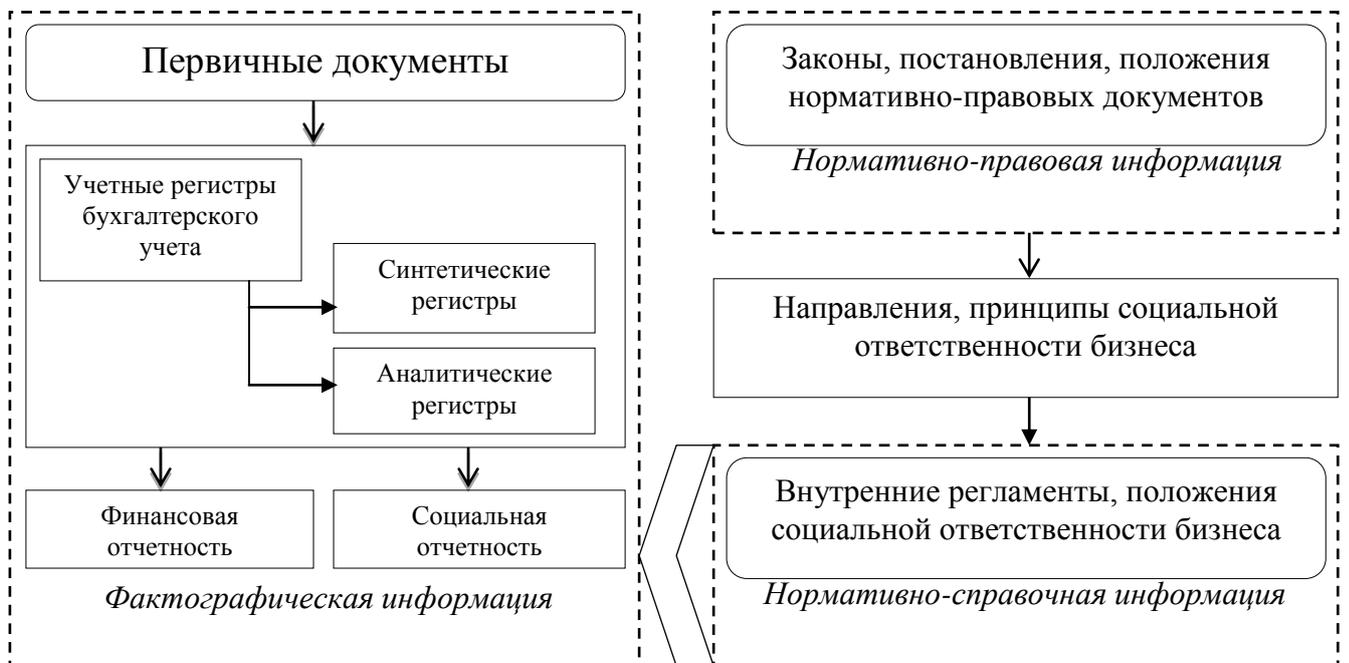 Первичные документы
Учетные регистры
бухгалтерского
учета
Синтетические
регистры
Аналитические
регистры
Финансовая
отчетность
Социальная
отчетность
Фактографическая информация
Законы, постановления, положения
нормативно-правовых документов
Нормативно-правовая информация
Направления, принципы социальной
ответственности бизнеса
Внутренние регламенты, положения
социальной ответственности бизнеса
Нормативно-справочная информация